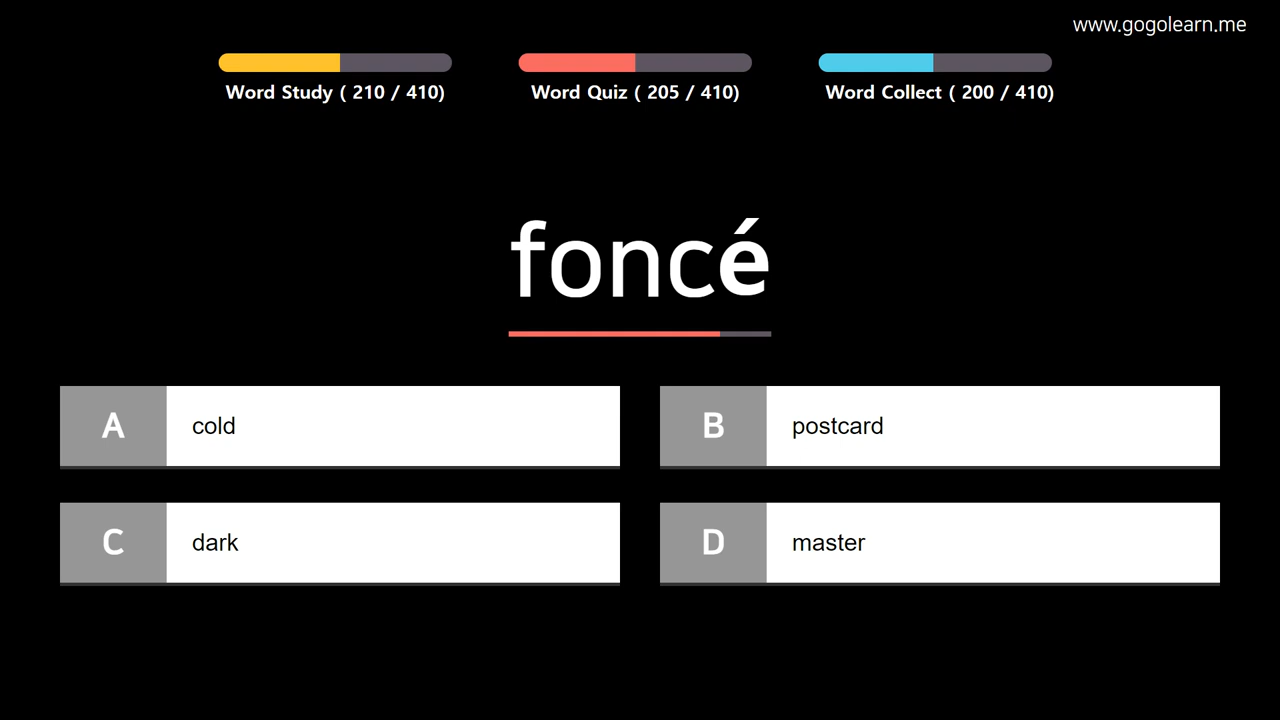 www.gogolearn.me
Word Study ( 210 / 410)
Word Quiz ( 205 / 410)
Word Collect ( 200 / 410)
foncé
A cold
B postcard
C dark
D master